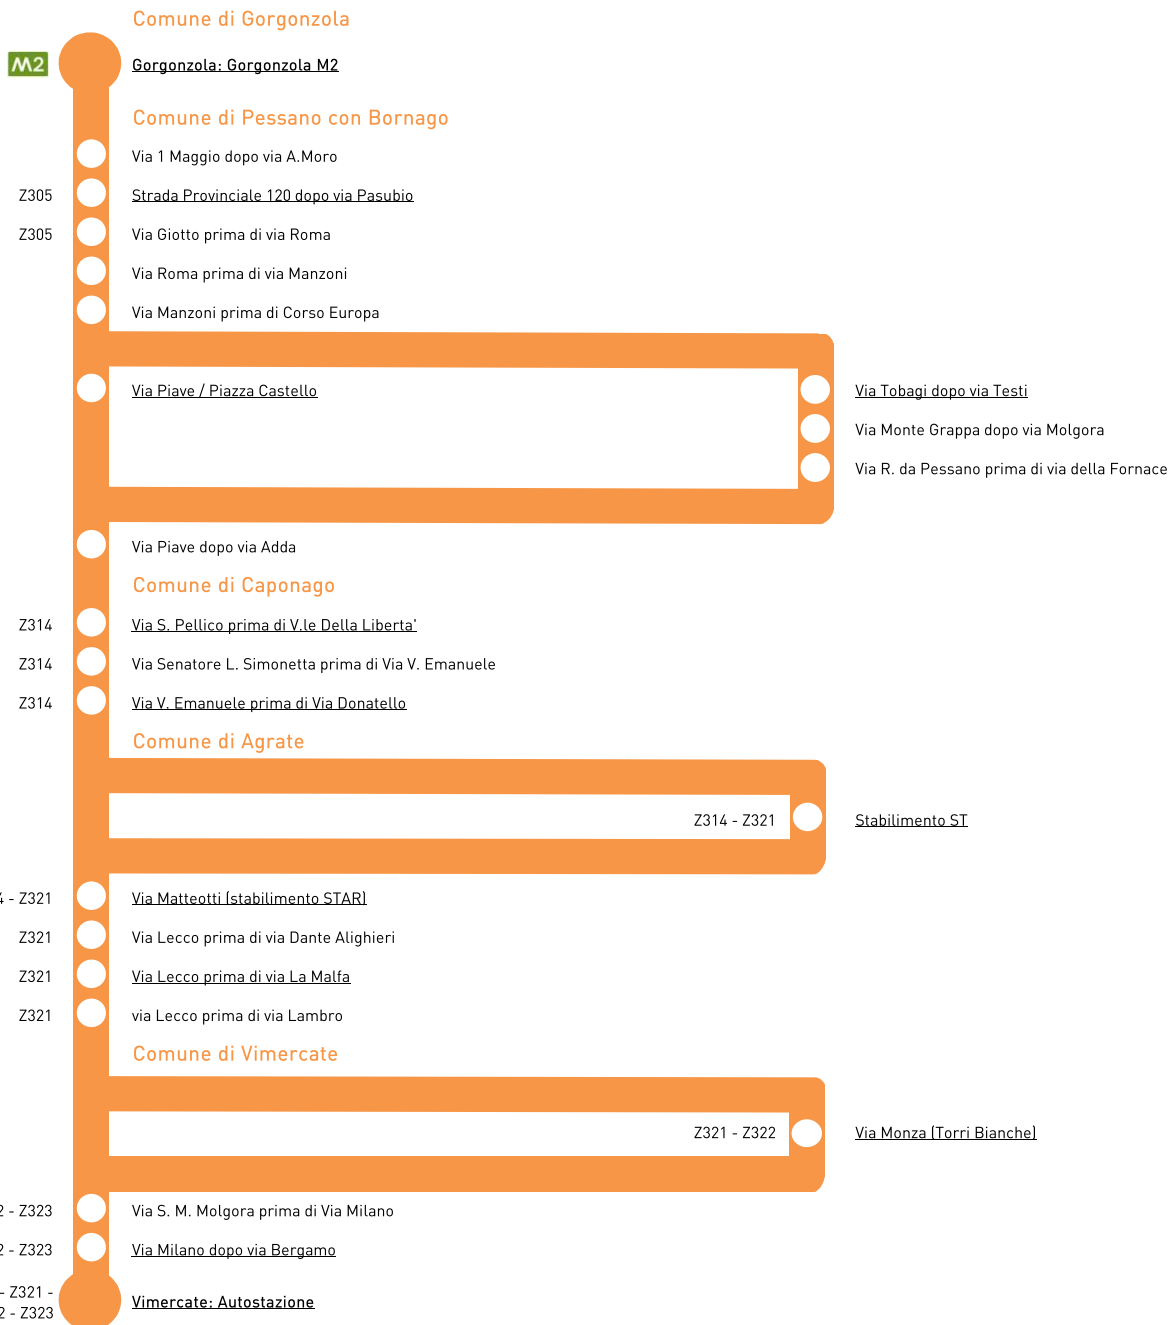 Comune di Gorgonzola
M2 Gorgonzola: Gorgonzola M2
Comune di Pessano con Bornago
Via 1 Maggio dopo via A.Moro
Z305 Strada Provinciale 120 dopo via Pasubio
Z305 Via Giotto prima di via Roma
Via Roma prima di via Manzoni
Via Manzoni prima di Corso Europa
Via Piave / Piazza Castello Via Tobagi dopo via Testi
Via Monte Grappa dopo via Molgora
Via R. da Pessano prima di via della Fornace
Via Piave dopo via Adda
Comune di Caponago
Z314 Via S. Pellico prima di V.le Della Liberta'
Z314 Via Senatore L. Simonetta prima di Via V. Emanuele
Z314 Via V. Emanuele prima di Via Donatello
Comune di Agrate
Z314 - Z321 Stabilimento ST
- Z321 Via Matteotti (stabilimento STAR)
Z321 Via Lecco prima di via Dante Alighieri
Z321 Via Lecco prima di via La Malfa
Z321 via Lecco prima di via Lambro
Comune di Vimercate
Z321 - Z322 Via Monza (Torri Bianche)
- Z323 Via S. M. Molgora prima di Via Milano
- Z323 Via Milano dopo via Bergamo
- Z321 -
- Z323 Vimercate: Autostazione